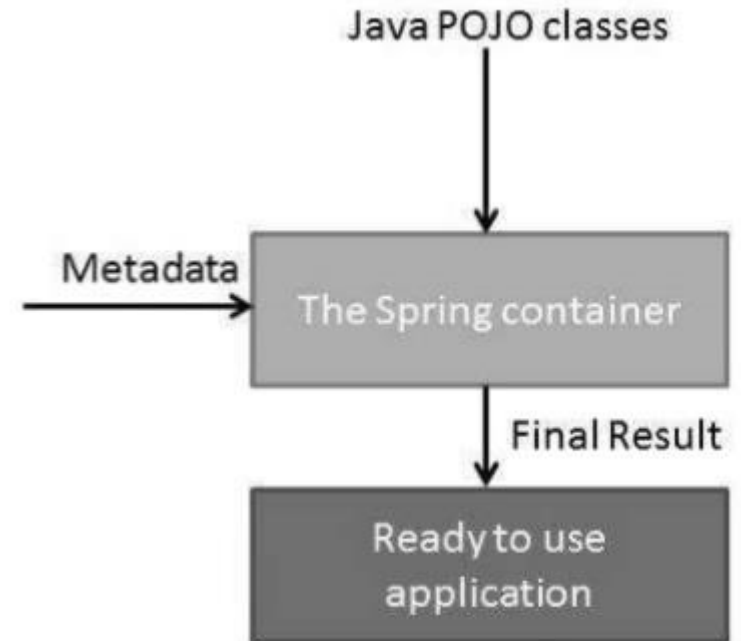 Java POJO classes
Metadata
The Spring container
Final Result
Ready to use
application